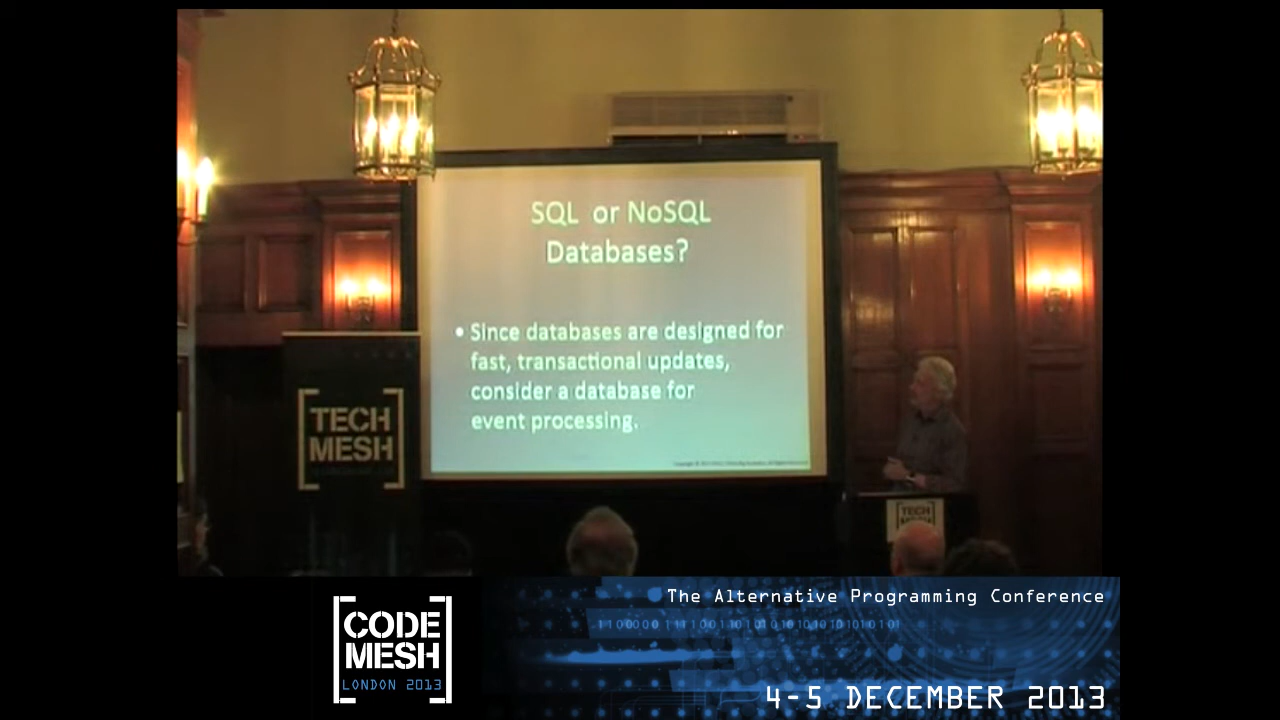 SQL or NoSQL
Databases?
• Since databases are designed for
fast, transactional updates,
consider a database for
event processing.
TECH
MESH
TECH
CODE
MESH
LONDON 2013
The Alternative Programming Conference
4-5 DECEMBER 2013